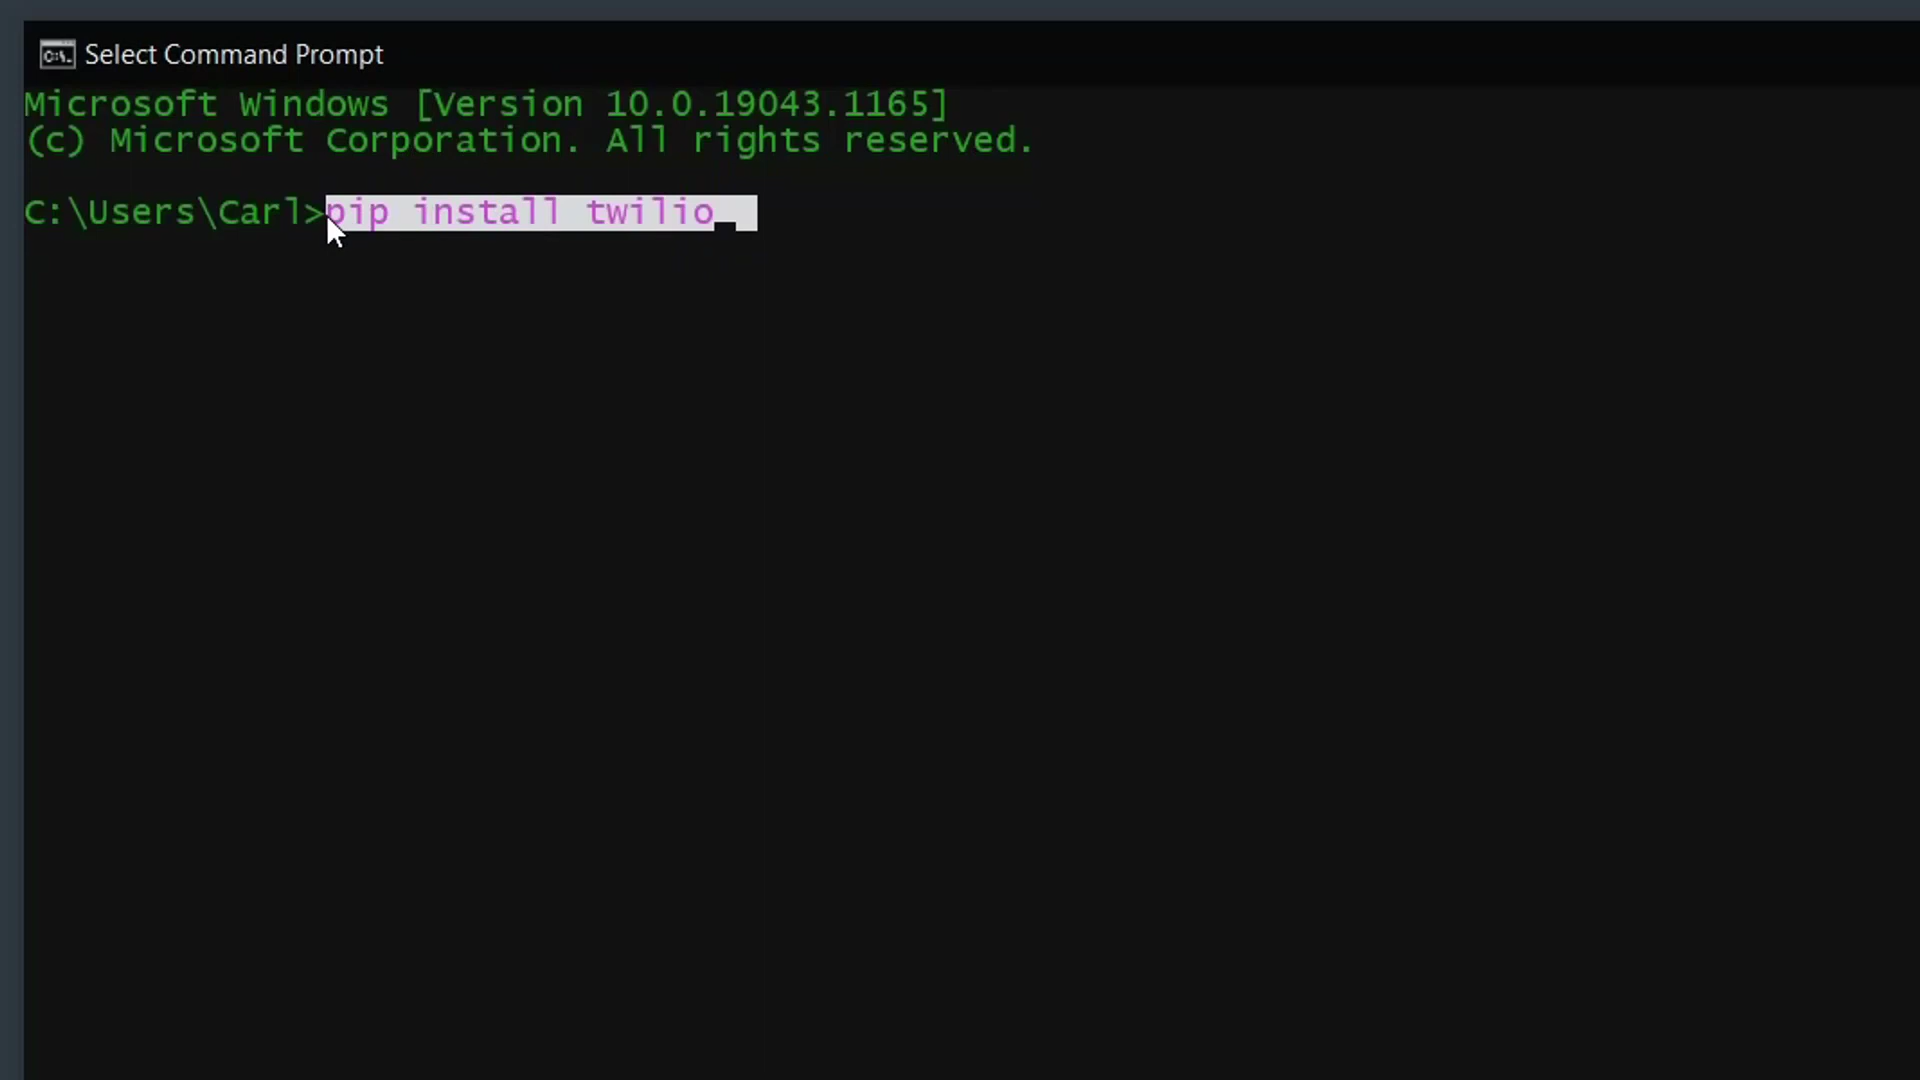 Select Command Prompt
Microsoft Windows [Version 10.0.19043.1165]
(c) Microsoft Corporation. All rights reserved.
C:\Users\Carl>pip install twilio_